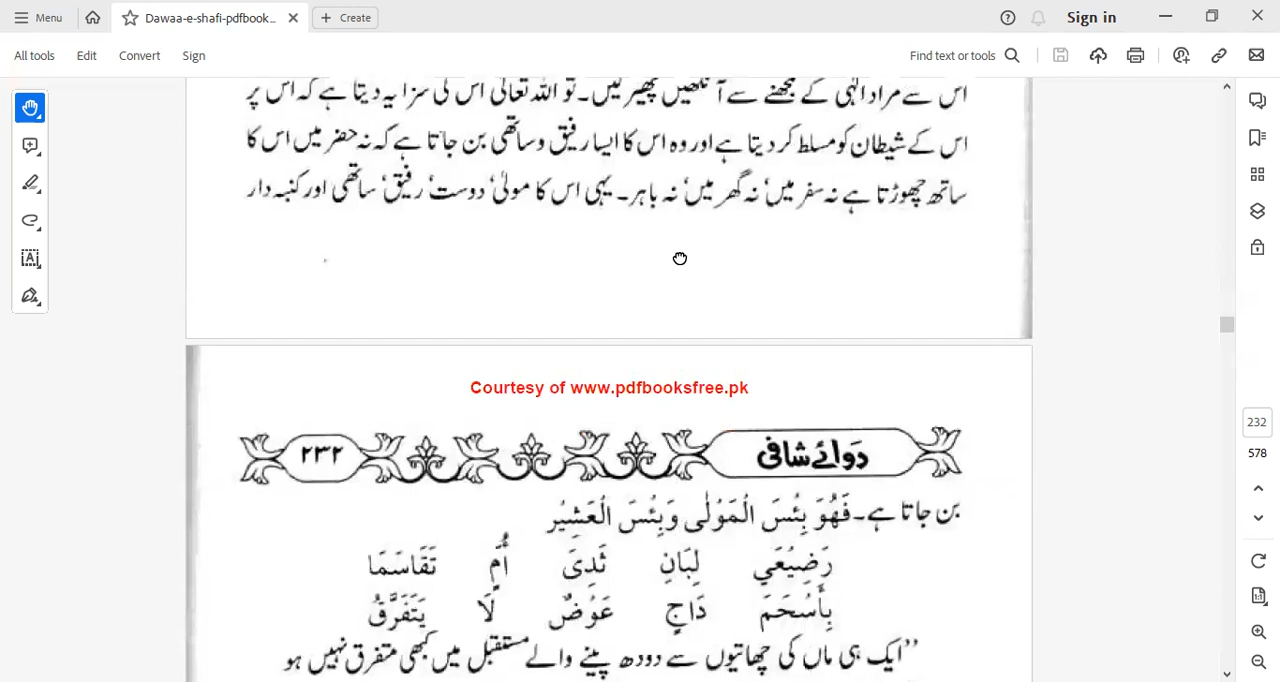 Menu
Dawaa-e-shafi-pdfbook...
Create
Sign in
All tools Edit Convert Sign
Find text or tools
اس سے مراد الٰہی کے سمجھنے سے آنکھیں پھیر لیں۔ تو اللہ تعالیٰ اس کی سزا یہ دیتا ہے کہ اس پر
اس کے شیطان کو مسلط کر دیتا ہے اور وہ اس کا ایسا رفیق و ساتھی بن جاتا ہے کہ نہ حضر میں اس کا
ساتھ چھوڑتا ہے نہ سفر میں' نہ گھر میں' نہ باہر۔ یہی اس کا مولیٰ' دوست' رفیق' ساتھی اور کنبہ دار
Courtesy of www.pdfbooksfree.pk
دَوائے شافی
۲۳۲
بن جاتا ہے۔ فَهُوَ بِئْسَ الْمَوْلٰی وَبِئْسَ الْعَشِيْر
رَضِيْعَي لِبَانِ ثَدِیَ أُمٍ تَقَاسَمَا
بِأَسْحَمَ دَاجٍ عَوْضٌ لَا يَتَفَرَّقُ
"ایک ہی ماں کی چھاتیوں سے دودھ پینے والے مستقبل میں کبھی متفرق نہیں ہو
232
578